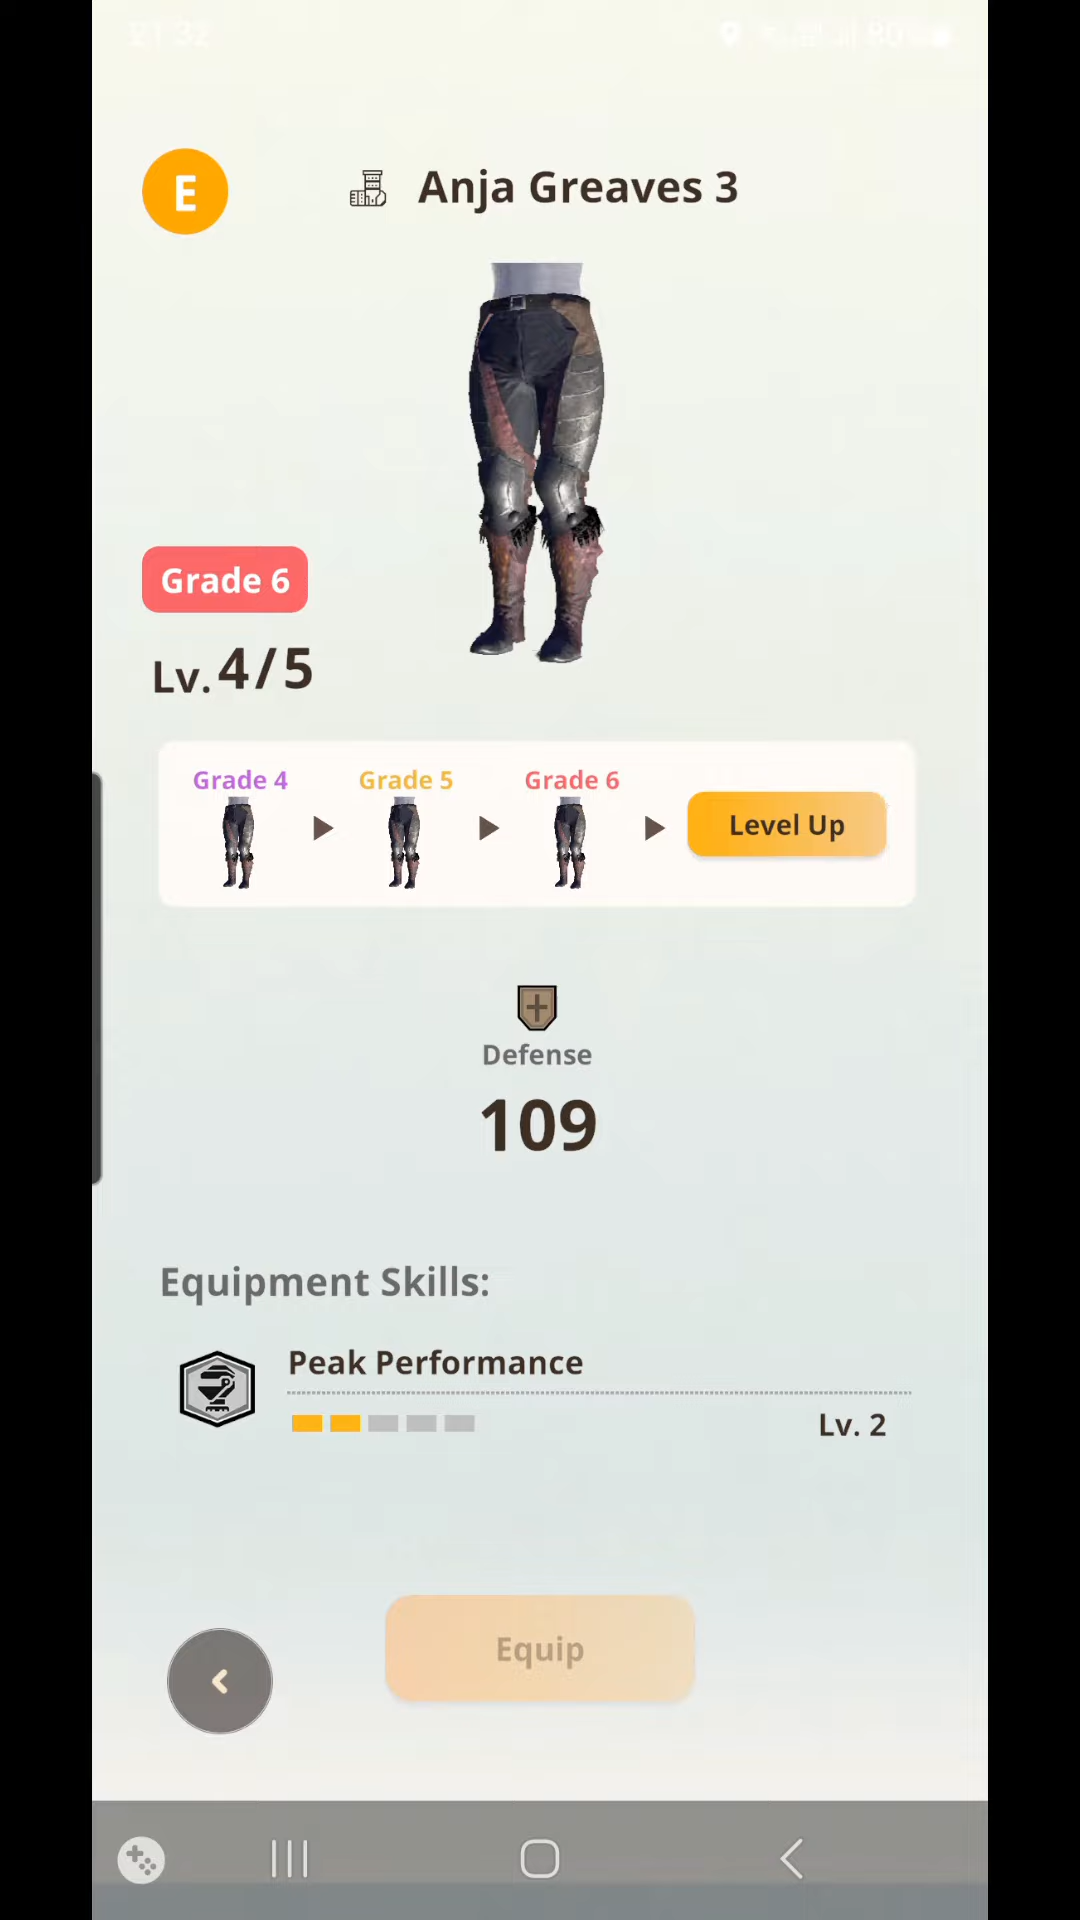 E
Anja Greaves 3
Grade 6
Lv. 4/5
Grade 4 Grade 5 Grade 6
Level Up
Defense
109
Equipment Skills:
Peak Performance
Lv. 2
Equip